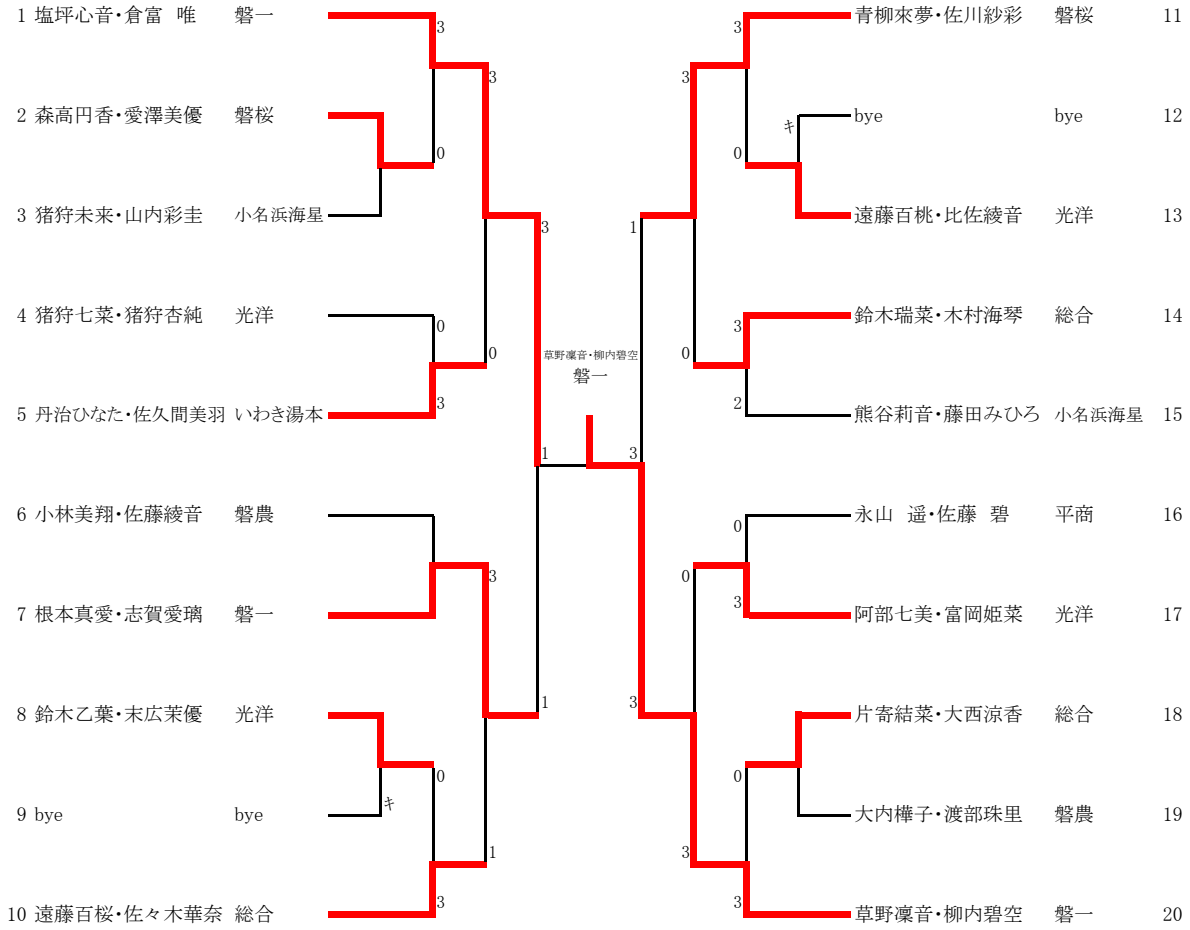 1 塩坪心音・倉富 唯 磐一
3
3
2 森高円香・愛澤美優 磐桜
0
3 猪狩未来・山内彩圭 小名浜海星
3
4 猪狩七菜・猪狩杏純 光洋
0
0
5 丹治ひなた・佐久間美羽 いわき湯本
3
1
6 小林美翔・佐藤綾音 磐農
3
7 根本真愛・志賀愛璃 磐一
1
8 鈴木乙葉・末広茉優 光洋
0
キ
9 bye bye
1
10 遠藤百桜・佐々木華奈 総合
3
草野凜音・柳内碧空
磐一
青柳來夢・佐川紗彩 磐桜 11
3
3
bye bye 12
キ
0
遠藤百桃・比佐綾音 光洋 13
1
鈴木瑞菜・木村海琴 総合 14
3
0
2
熊谷莉音・藤田みひろ 小名浜海星 15
3
永山 遥・佐藤 碧 平商 16
0
0
3
阿部七美・富岡姫菜 光洋 17
3
片寄結菜・大西涼香 総合 18
0
大内樺子・渡部珠里 磐農 19
3
3
草野凜音・柳内碧空 磐一 20